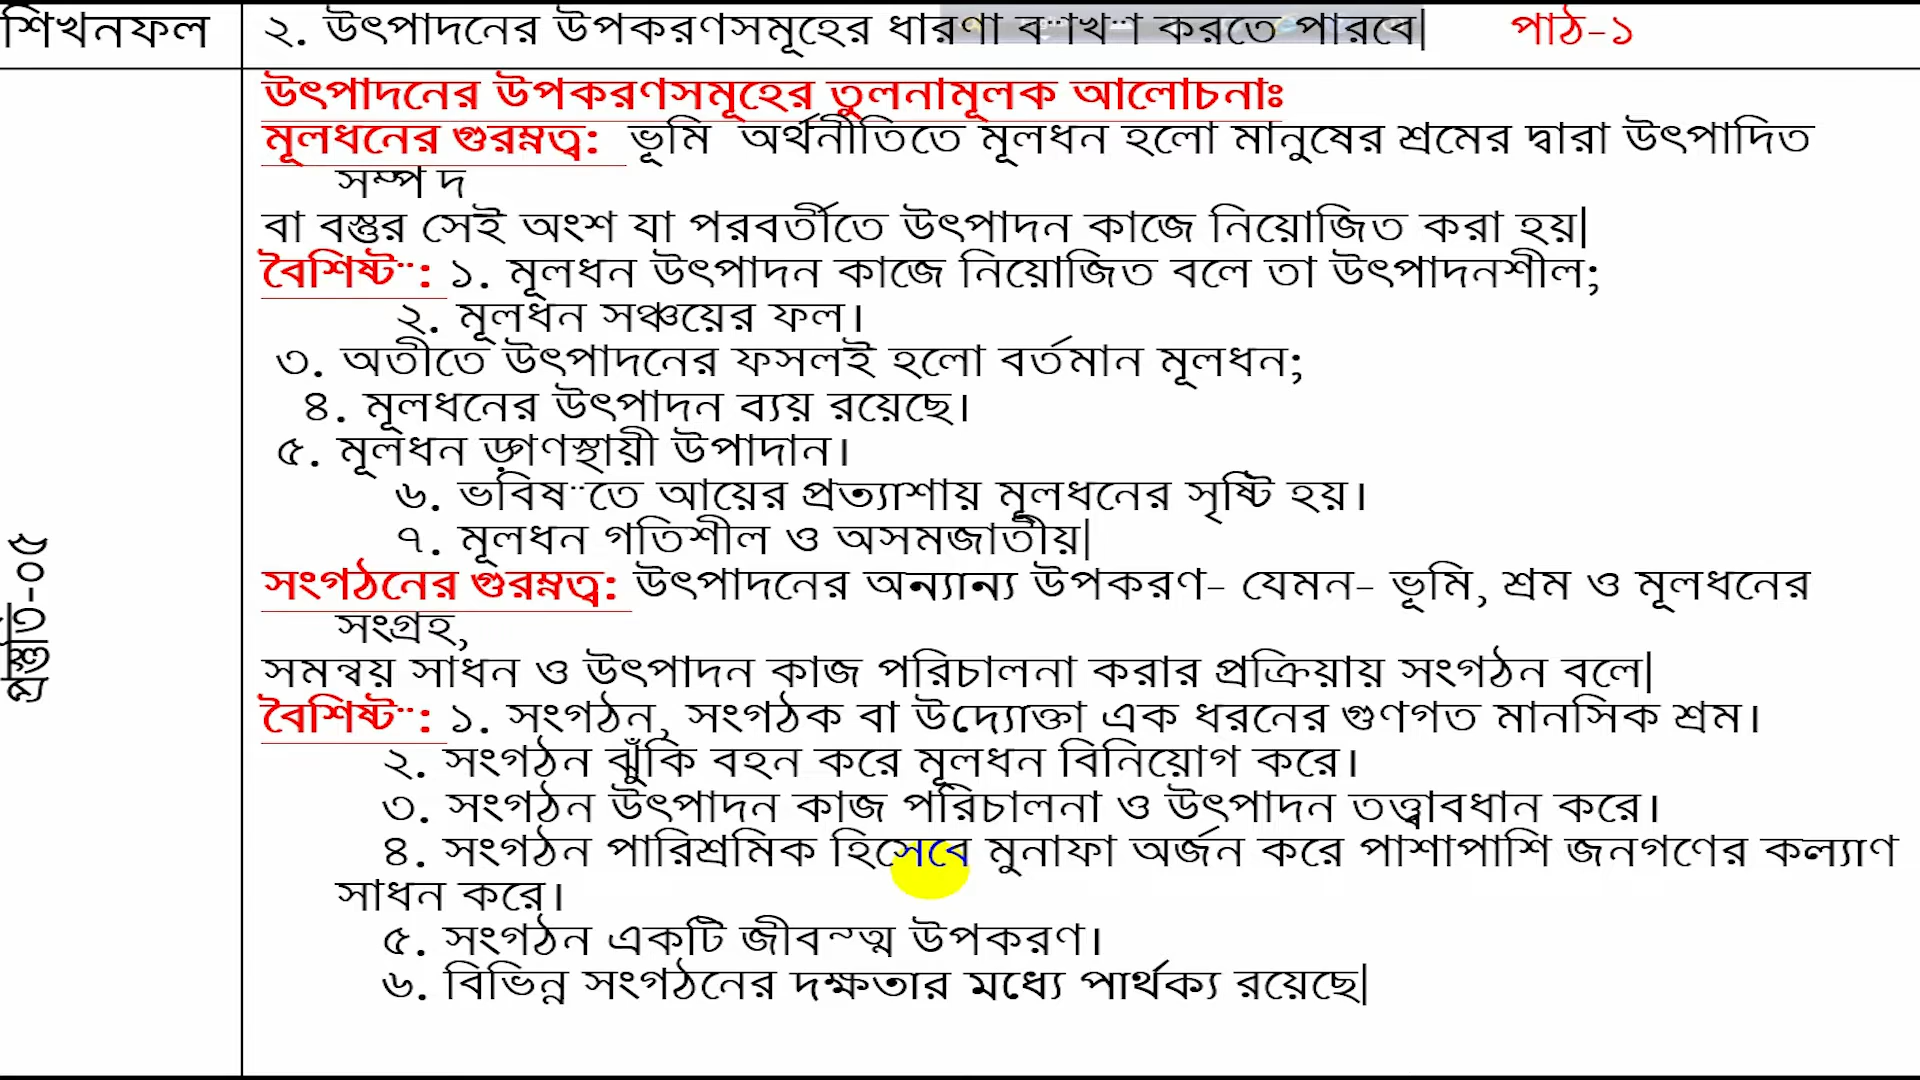 শিখনফল
২. উৎপাদনের উপকরণসমূহের ধারণা ব াখ া করতে পারবে| পাঠ-১
উৎপাদনের উপকরণসমূহের তুলনামূলক আলোচনাঃ
মূলধনের গুরম্নত্ব: ভূমি অর্থনীতিতে মূলধন হলো মানুষের শ্রমের দ্বারা উৎপাদিত
সম্প দ
বা বস্তুর সেই অংশ যা পরবর্তীতে উৎপাদন কাজে নিয়োজিত করা হয়|
বৈশিষ্ট¨: ১. মূলধন উৎপাদন কাজে নিয়োজিত বলে তা উৎপাদনশীল;
২. মূলধন সঞ্চয়ের ফল।
৩. অতীতে উৎপাদনের ফসলই হলো বর্তমান মূলধন;
৪. মূলধনের উৎপাদন ব্যয় রয়েছে।
৫. মূলধন উপাদান।
৬. ভবিষ¨তে আয়ের প্রত্যাশায় মূলধনের সৃষ্টি হয়।
৭. মূলধন গতিশীল ও অসমজাতীয়|
সংগঠনের গুরম্নত্ব: উৎপাদনের অন্যান্য উপকরণ- যেমন- ভূমি, শ্রম ও মূলধনের
সংগ্রহ,
সমন্বয় সাধন ও উৎপাদন কাজ পরিচালনা করার প্রক্রিয়ায় সংগঠন বলে|
বৈশিষ্ট¨: ১. সংগঠন, সংগঠক বা উদ্যোক্তা এক ধরনের গুণগত মানসিক শ্রম।
২. সংগঠন ঝুঁকি বহন করে মূলধন বিনিয়োগ করে।
৩. সংগঠন উৎপাদন কাজ পরিচালনা ও উৎপাদন তত্ত্বাবধান করে।
৪. সংগঠন পারিশ্রমিক হিসেবে মুনাফা অর্জন করে পাশাপাশি জনগণের কল্যাণ
সাধন করে।
৫. সংগঠন একটি উপকরণ।
৬. বিভিন্ন সংগঠনের দক্ষতার মধ্যে পার্থক্য রয়েছে|
প্রস্তুতি-০৫